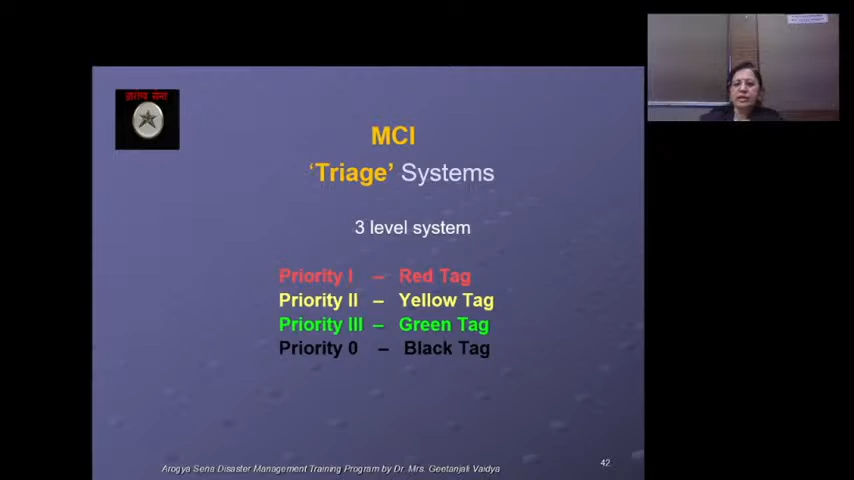 आरोग्य सेना
MCI
‘Triage’ Systems
3 level system
Priority I – Red Tag
Priority II – Yellow Tag
Priority III – Green Tag
Priority 0 – Black Tag
Arogya Sena Disaster Management Training Program by Dr. Mrs. Geetanjali Vaidya
42